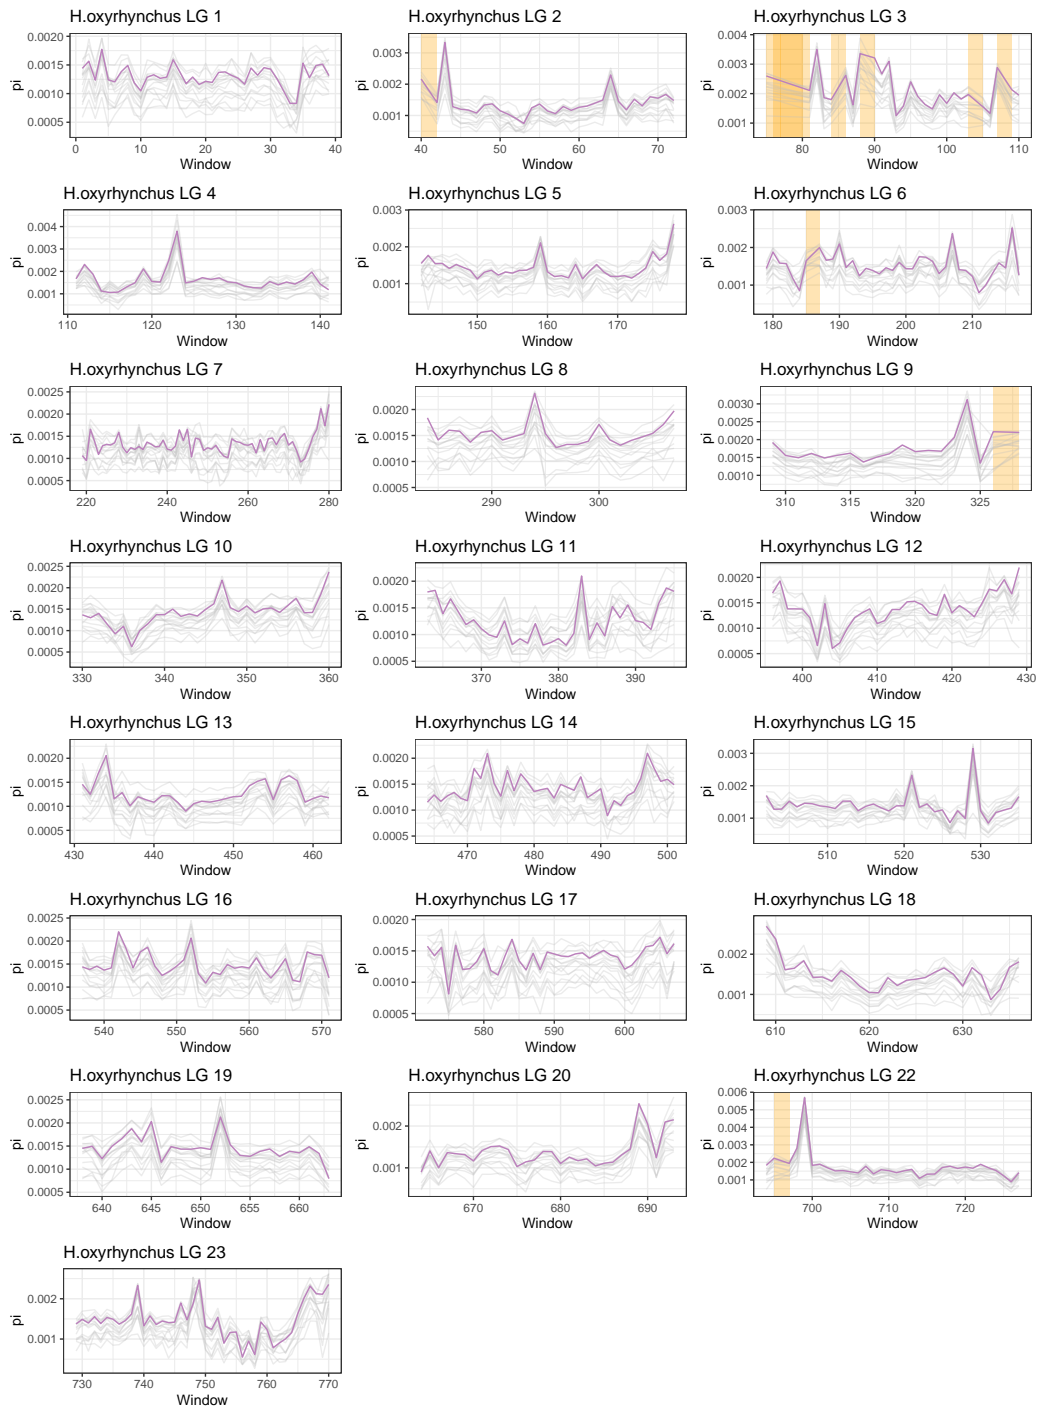 H.oxyrhynchus LG 1
H.oxyrhynchus LG 2
H.oxyrhynchus LG 3
0.0020
0.0015
0.0010
0.0005
pi
0 10 20 30 40
Window
0.003
0.002
0.001
pi
40 50 60 70
Window
0.004
0.003
0.002
0.001
pi
80 90 100 110
Window
H.oxyrhynchus LG 4
H.oxyrhynchus LG 5
H.oxyrhynchus LG 6
0.004
0.003
0.002
0.001
pi
110 120 130 140
Window
0.003
0.002
0.001
pi
150 160 170
Window
0.003
0.002
0.001
pi
180 190 200 210
Window
H.oxyrhynchus LG 7
H.oxyrhynchus LG 8
H.oxyrhynchus LG 9
0.0025
0.0020
0.0015
0.0010
0.0005
pi
220 240 260 280
Window
0.0020
0.0015
0.0010
0.0005
pi
290 300
Window
0.0030
0.0025
0.0020
0.0015
0.0010
pi
310 315 320 325
Window
H.oxyrhynchus LG 10
H.oxyrhynchus LG 11
H.oxyrhynchus LG 12
0.0025
0.0020
0.0015
0.0010
0.0005
pi
330 340 350 360
Window
0.0020
0.0015
0.0010
0.0005
pi
370 380 390
Window
0.0020
0.0015
0.0010
0.0005
pi
400 410 420 430
Window
H.oxyrhynchus LG 13
H.oxyrhynchus LG 14
H.oxyrhynchus LG 15
0.0020
0.0015
0.0010
0.0005
pi
430 440 450 460
Window
0.0020
0.0015
0.0010
0.0005
pi
470 480 490 500
Window
0.003
0.002
0.001
pi
510 520 530
Window
H.oxyrhynchus LG 16
H.oxyrhynchus LG 17
H.oxyrhynchus LG 18
0.0025
0.0020
0.0015
0.0010
0.0005
pi
540 550 560 570
Window
0.0020
0.0015
0.0010
0.0005
pi
580 590 600
Window
0.002
0.001
pi
610 620 630
Window
H.oxyrhynchus LG 19
H.oxyrhynchus LG 20
H.oxyrhynchus LG 22
0.0025
0.0020
0.0015
0.0010
0.0005
pi
640 645 650 655 660
Window
0.002
0.001
pi
670 680 690
Window
0.006
0.005
0.004
0.003
0.002
0.001
pi
700 710 720
Window
H.oxyrhynchus LG 23
0.002
0.001
pi
730 740 750 760 770
Window